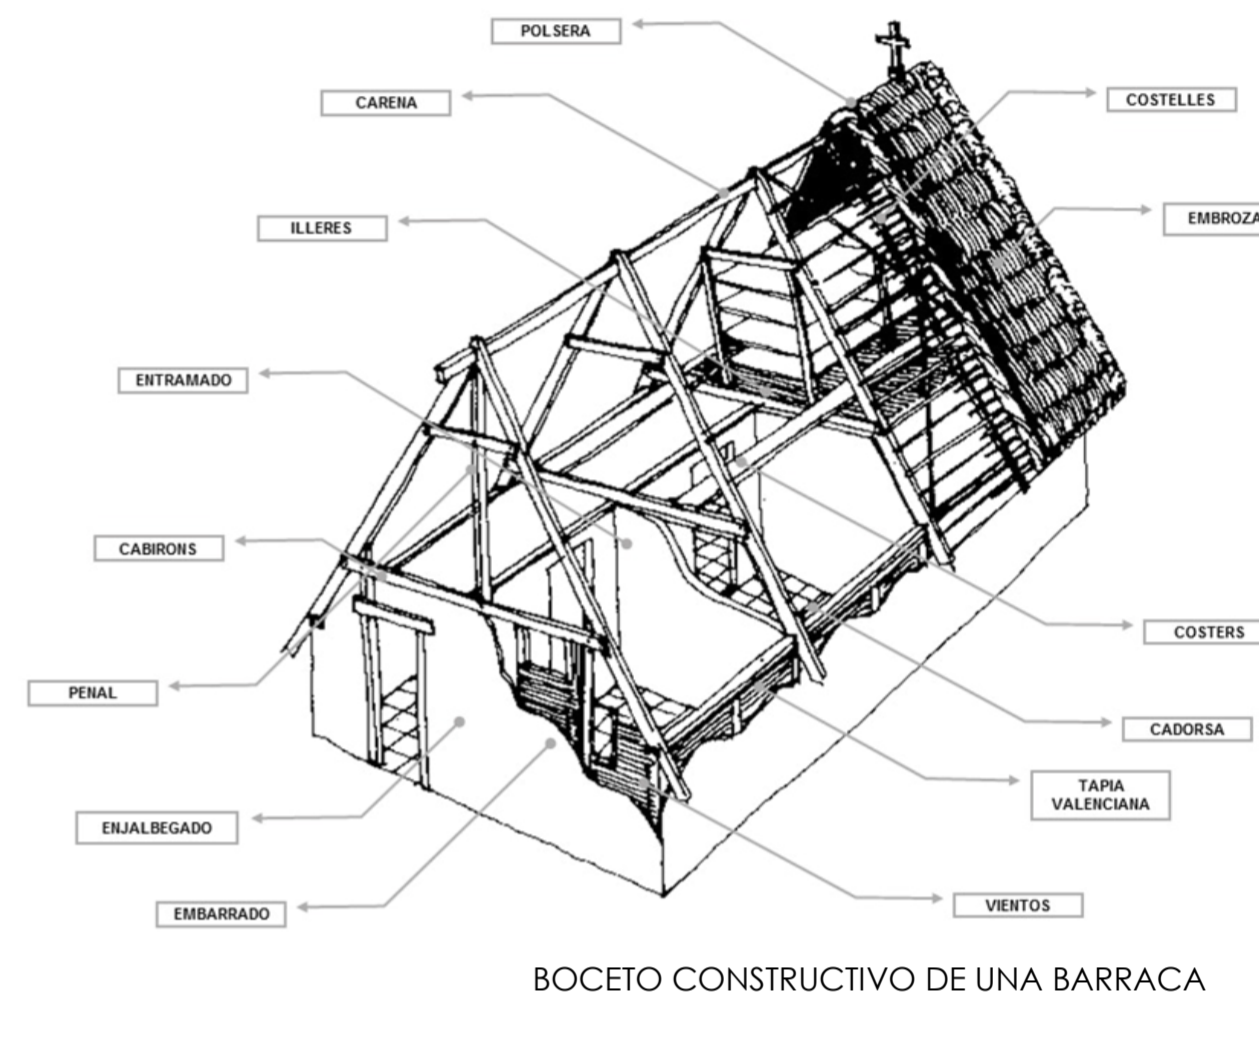 POLSERA
CARENA
COSTELLES
ILLERES
EMBROZA
ENTRAMADO
CABIRONS
COSTERS
PENAL
CADORSA
TAPIA
VALENCIANA
ENJALBEGADO
VIENTOS
EMBARRADO
BOCETO CONSTRUCTIVO DE UNA BARRACA